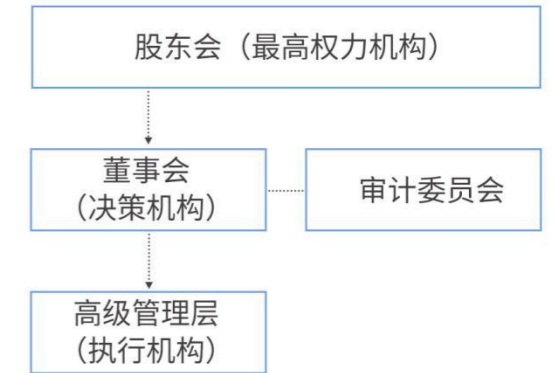 股东会（最高权力机构）
董事会
（决策机构）
审计委员会
高级管理层
（执行机构）